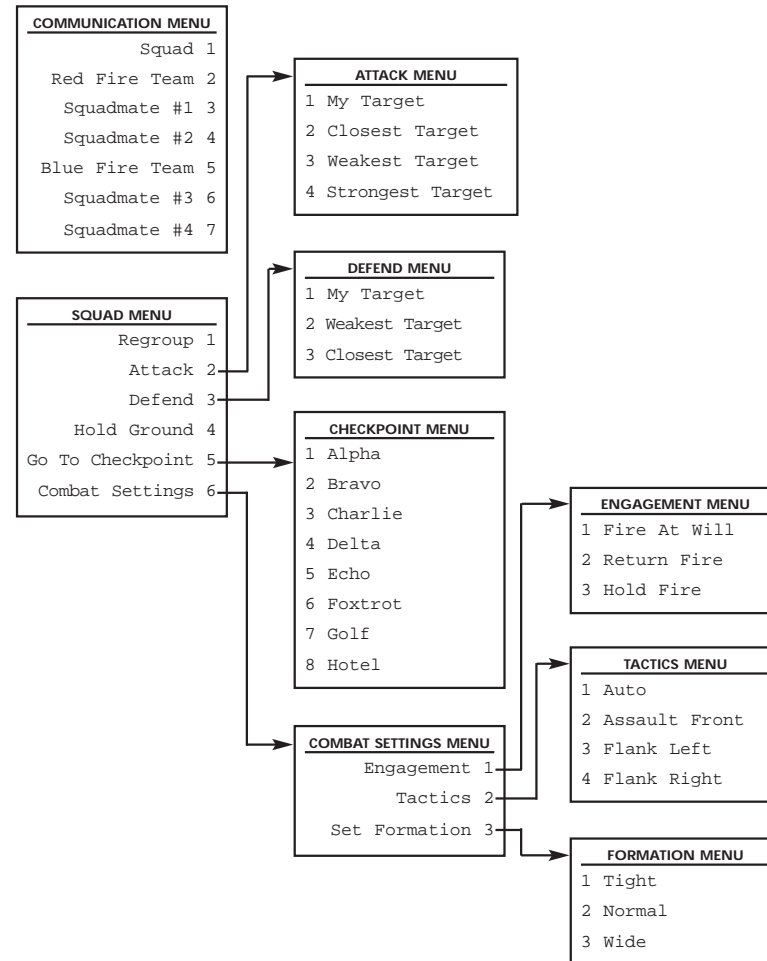 COMMUNICATION MENU
Squad 1
Red Fire Team 2
Squadmate #1 3
Squadmate #2 4
Blue Fire Team 5
Squadmate #3 6
Squadmate #4 7
ATTACK MENU
1 My Target
2 Closest Target
3 Weakest Target
4 Strongest Target
DEFEND MENU
1 My Target
2 Weakest Target
3 Closest Target
SQUAD MENU
Regroup 1
Attack 2
Defend 3
Hold Ground 4
Go To Checkpoint 5
Combat Settings 6
CHECKPOINT MENU
1 Alpha
2 Bravo
3 Charlie
4 Delta
5 Echo
6 Foxtrot
7 Golf
8 Hotel
COMBAT SETTINGS MENU
Engagement 1
Tactics 2
Set Formation 3
ENGAGEMENT MENU
1 Fire At Will
2 Return Fire
3 Hold Fire
TACTICS MENU
1 Auto
2 Assault Front
3 Flank Left
4 Flank Right
FORMATION MENU
1 Tight
2 Normal
3 Wide